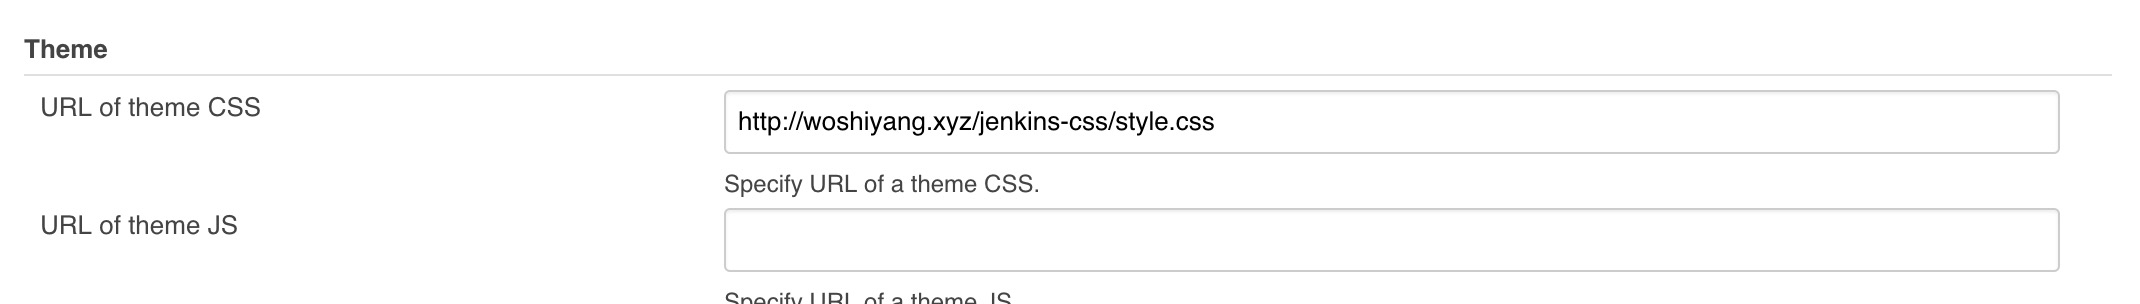 Theme
URL of theme CSS
http://woshiyang.xyz/jenkins-css/style.css
Specify URL of a theme CSS.
URL of theme JS
Specify URL of a theme JS.